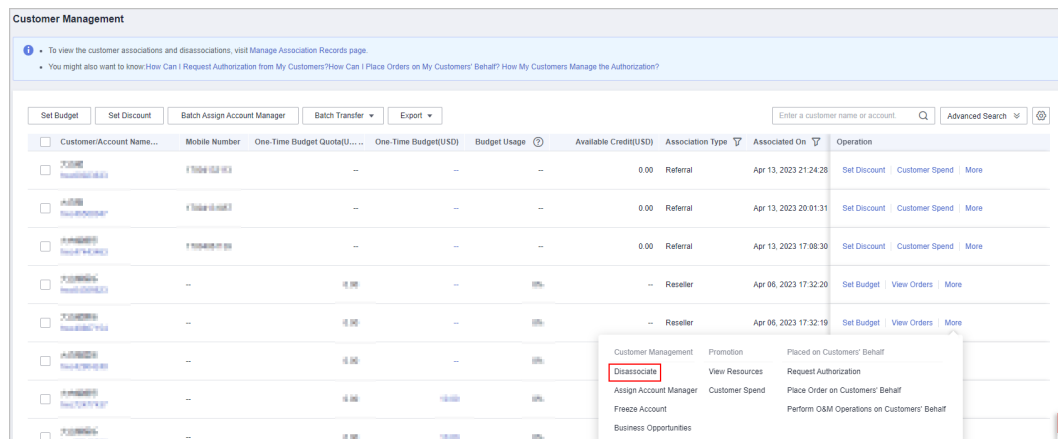 Customer Management
• To view the customer associations and disassociations, visit Manage Association Records page.
• You might also want to know:How Can I Request Authorization from My Customers?How Can I Place Orders on My Customers' Behalf? How My Customers Manage the Authorization?
Set Budget Set Discount Batch Assign Account Manager Batch Transfer Export Enter a customer name or account. Advanced Search
Customer/Account Name... Mobile Number One-Time Budget Quota(U... .. One-Time Budget(USD) Budget Usage ? Available Credit(USD) Association Type Associated On Operation
-- -- -- 0.00 Referral Apr 13, 2023 21:24:28 Set Discount Customer Spend More
-- -- -- 0.00 Referral Apr 13, 2023 20:01:31 Set Discount Customer Spend More
-- -- -- 0.00 Referral Apr 13, 2023 17:08:30 Set Discount Customer Spend More
-- -- -- Reseller Apr 06, 2023 17:32:20 Set Budget View Orders More
-- -- -- Reseller Apr 06, 2023 17:32:19 Set Budget View Orders More
-- --
--
-- --
Customer Management Promotion Placed on Customers' Behalf
Disassociate View Resources Request Authorization
Assign Account Manager Customer Spend Place Order on Customers' Behalf
Freeze Account Perform O&M Operations on Customers' Behalf
Business Opportunities